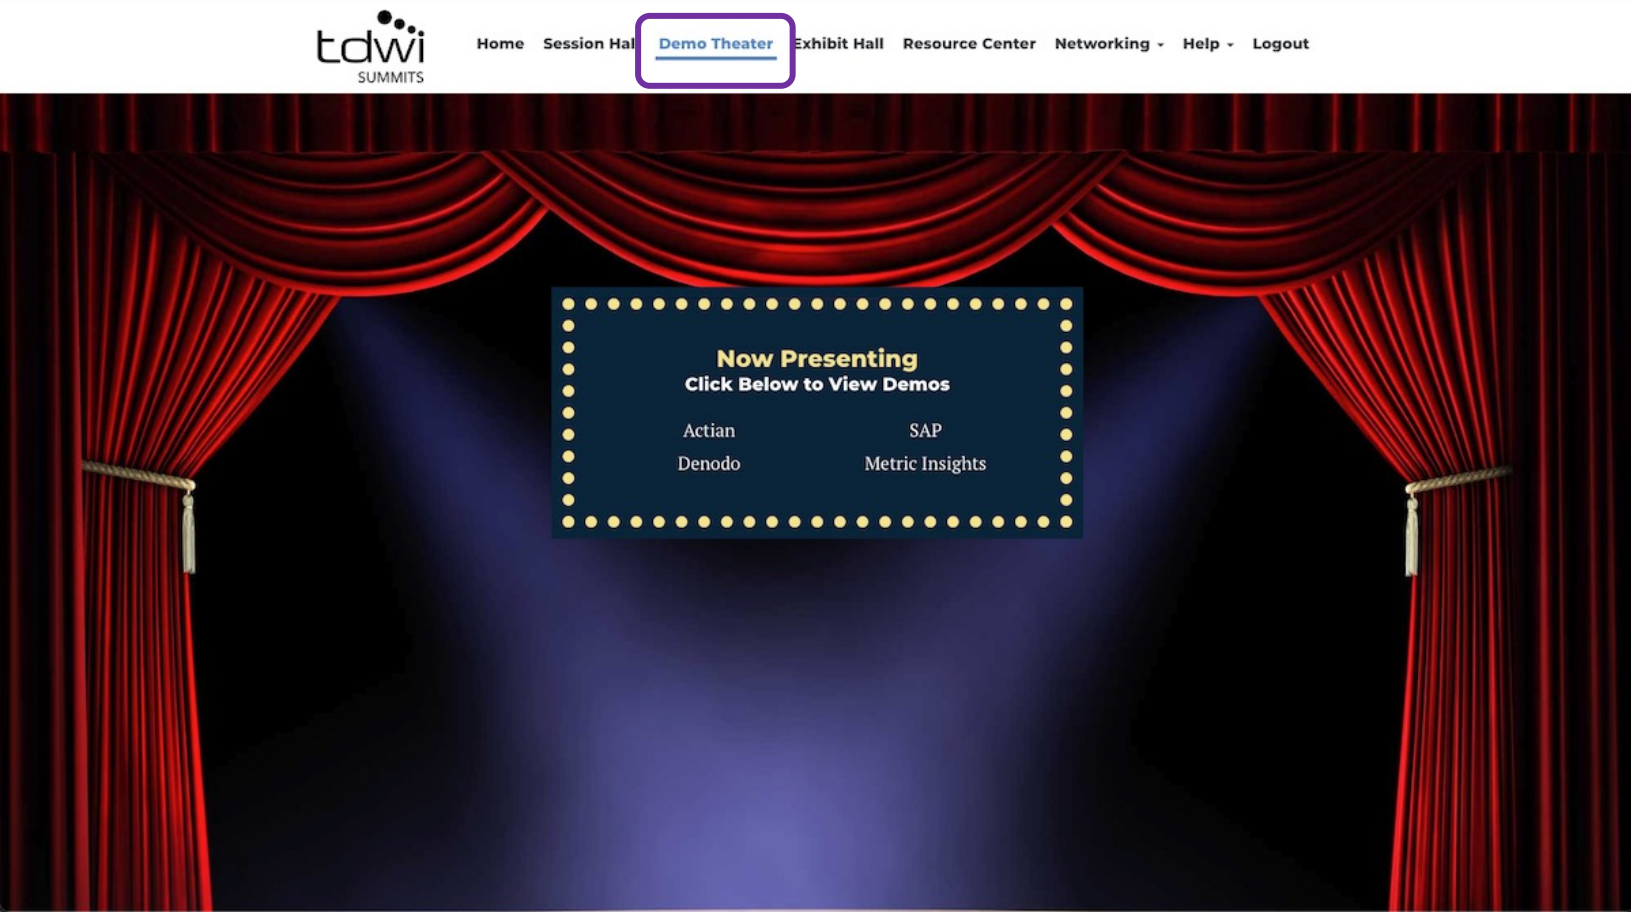 tdwi
SUMMITS
Home Session Hal Demo Theater Exhibit Hall Resource Center Networking Help Logout
Now Presenting
Click Below to View Demos
Actian SAP
Denodo Metric Insights